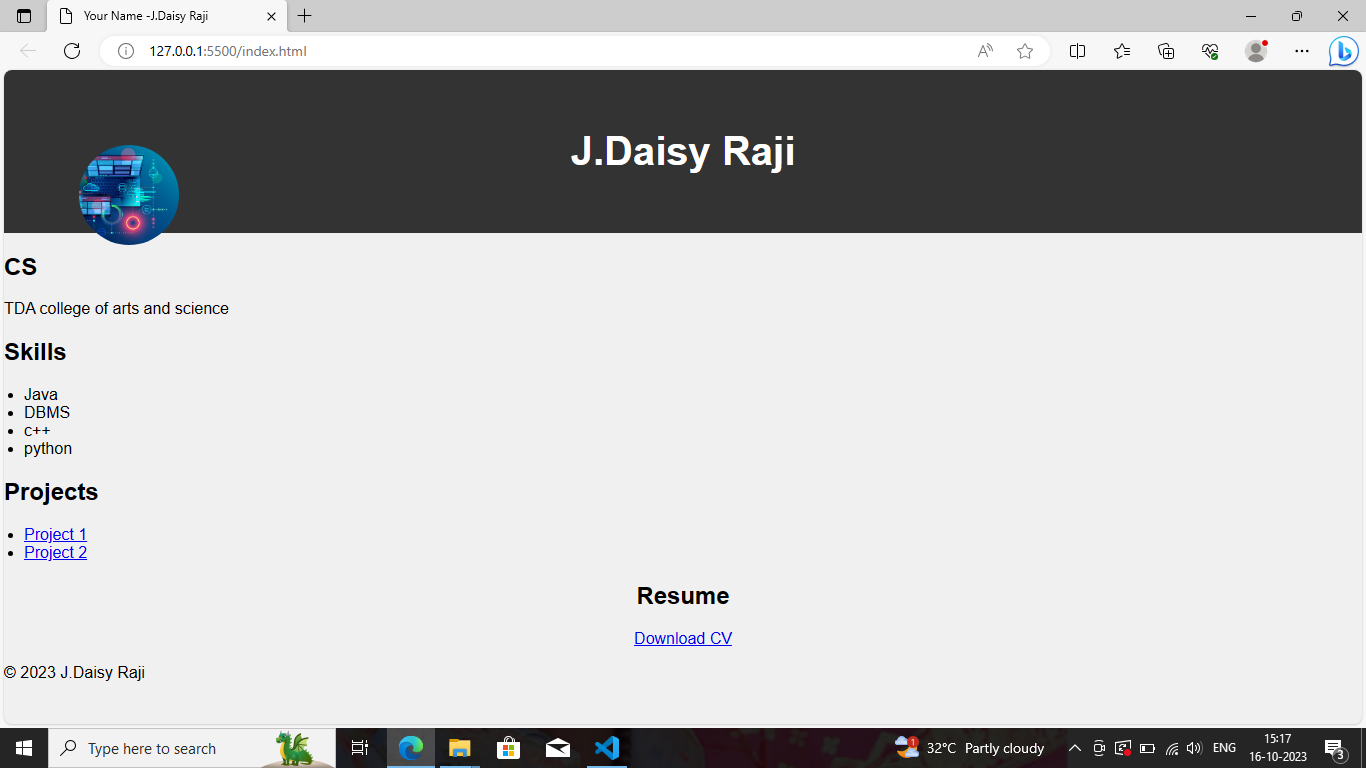 Your Name -J.Daisy Raji
127.0.0.1:5500/index.html
J.Daisy Raji
CS
TDA college of arts and science
Skills
Java
DBMS
c++
python
Projects
Project 1
Project 2
Resume
Download CV
© 2023 J.Daisy Raji
Type here to search
1
32°C Partly cloudy
ENG
15:17
16-10-2023
3